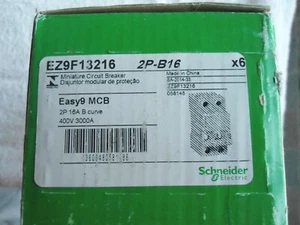 EZ9F13216 2P-B16 x6
Miniature Circuit Breaker
Disjuntor modular de proteção
Made in China
EZ9F13216
Easy9 MCB
2P 16A B curve
400V 3000A
Schneider
Electric